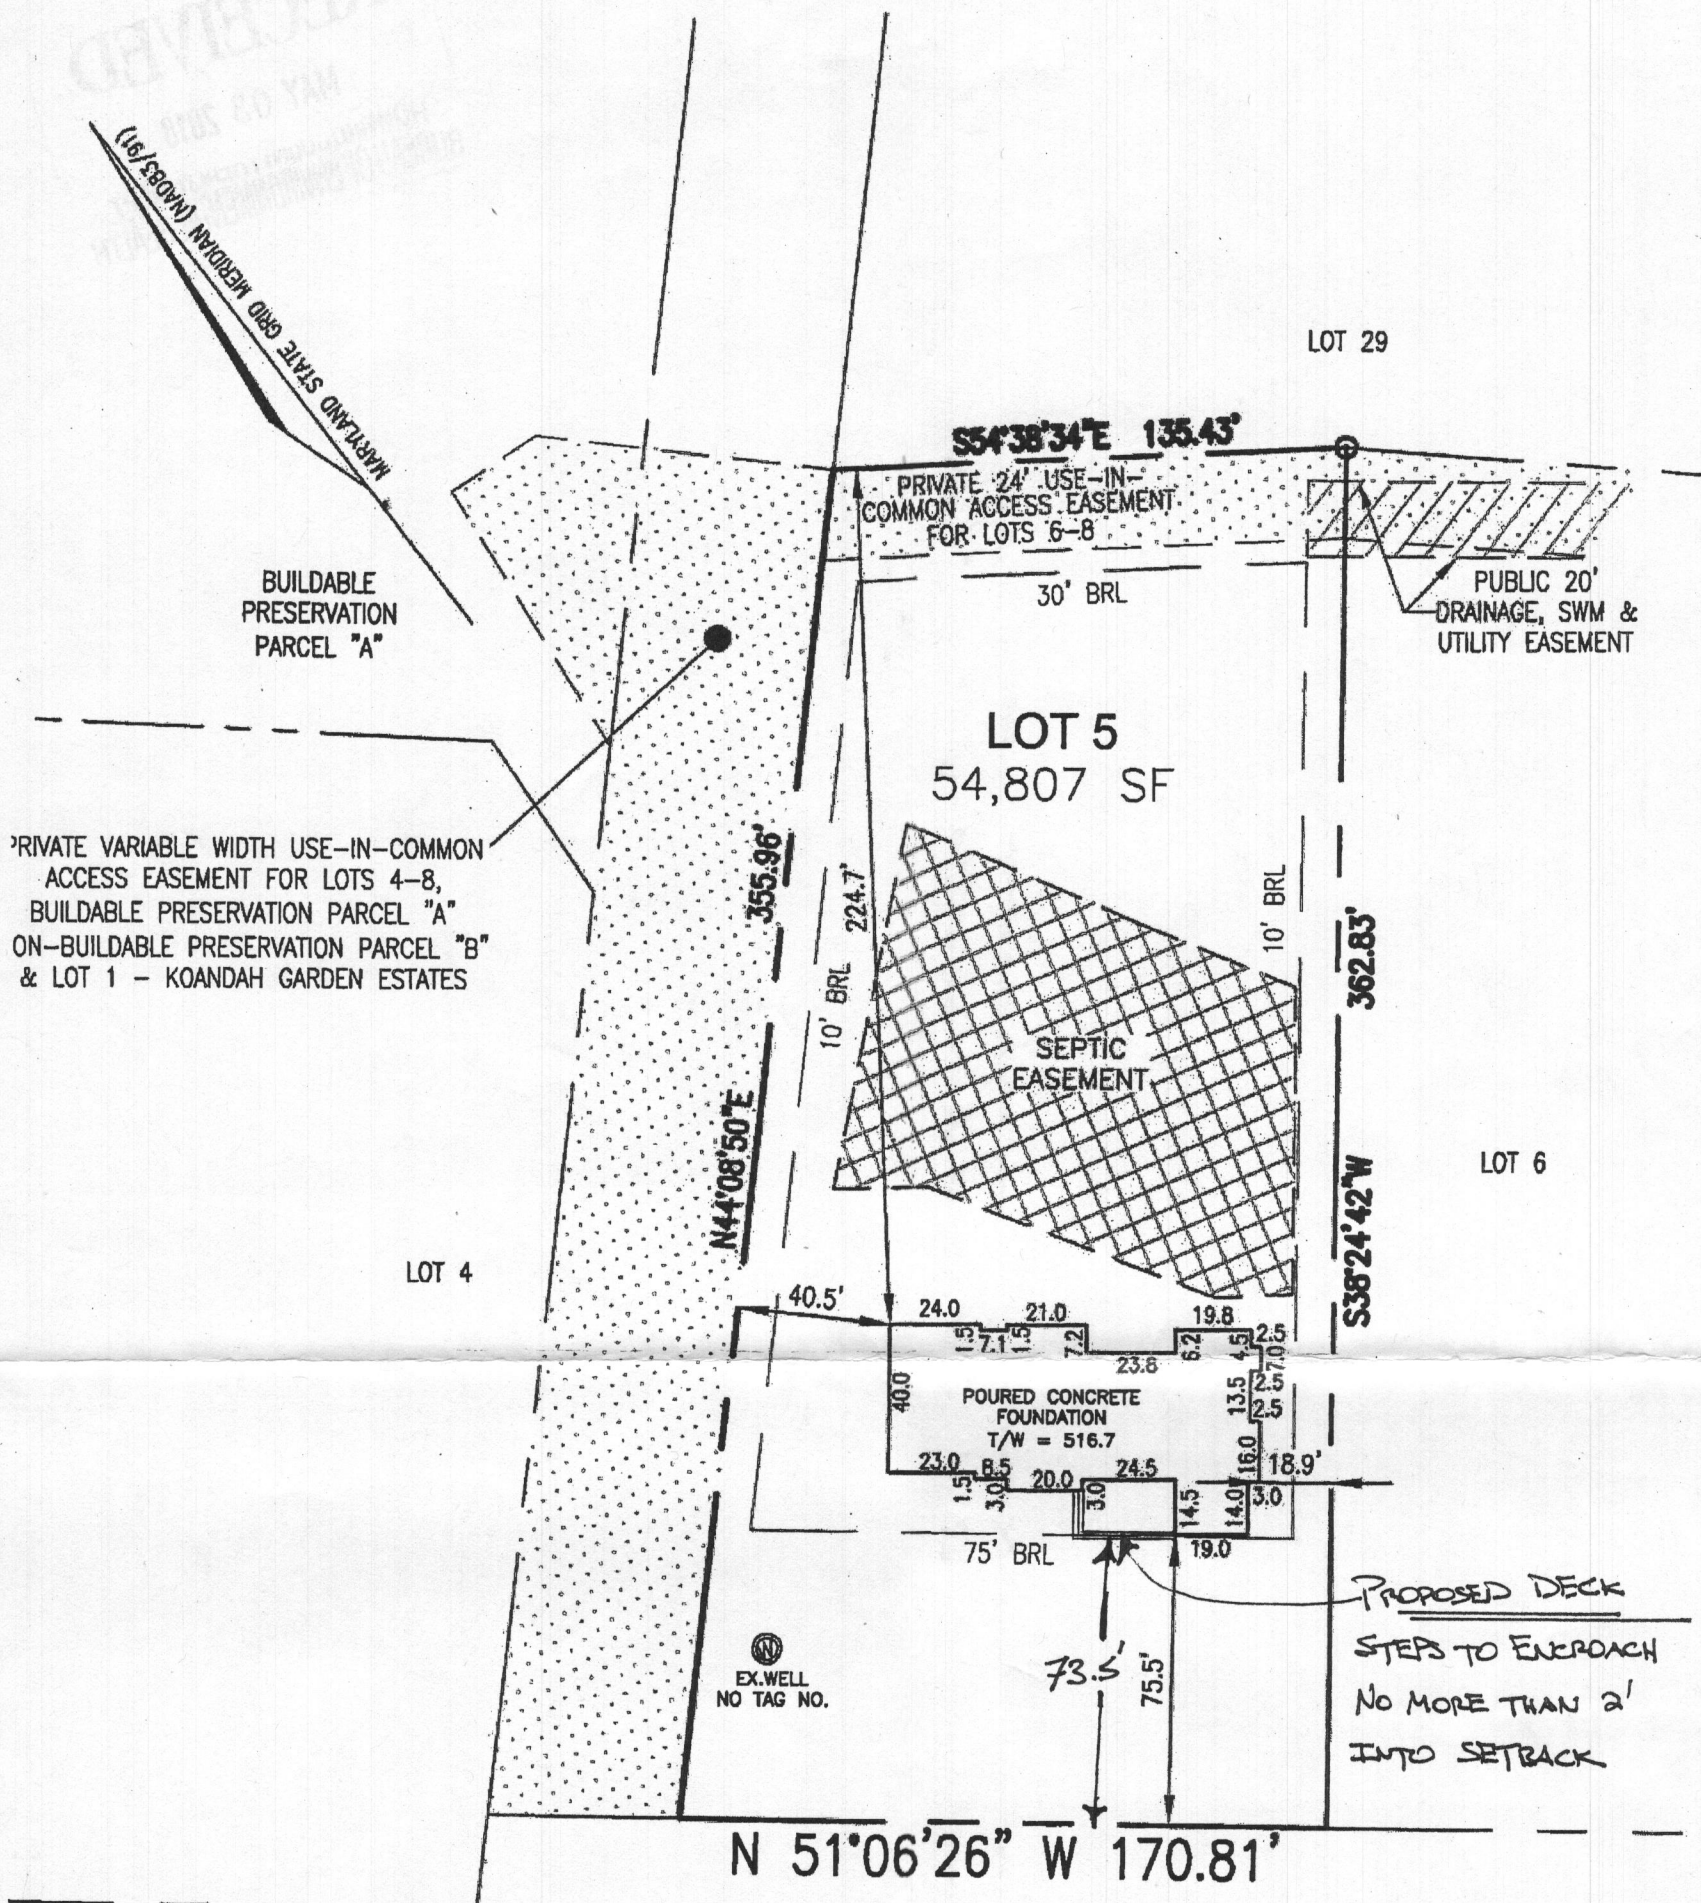 RECEIVED
MAY 03 2010
MARYLAND STATE GRID MERIDIAN (NAD83/91)
LOT 29
S54°38'34"E 135.43'
PRIVATE 24' USE-IN-
COMMON ACCESS EASEMENT
FOR LOTS 6-8
30' BRL
PUBLIC 20'
DRAINAGE, SWM &
UTILITY EASEMENT
BUILDABLE
PRESERVATION
PARCEL "A"
LOT 5
54,807 SF
RIVATE VARIABLE WIDTH USE-IN-COMMON
ACCESS EASEMENT FOR LOTS 4-8,
BUILDABLE PRESERVATION PARCEL "A"
ON-BUILDABLE PRESERVATION PARCEL "B"
& LOT 1 - KOANDAH GARDEN ESTATES
N44°08'50"E 355.96'
10' BRL
224.7'
10' BRL
S38°24'42"W 362.83'
SEPTIC
EASEMENT
LOT 6
LOT 4
40.5'
24.0
1.5
7.1
1.5
21.0
7.2
23.8
6.2
19.8
4.5
2.5
7.0
2.5
13.5
2.5
16.0
40.0
POURED CONCRETE
FOUNDATION
T/W = 516.7
23.0
1.5
8.5
3.0
20.0
3.0
24.5
14.5
14.0
3.0
18.9'
19.0
75' BRL
PROPOSED DECK
STEPS TO ENCROACH
NO MORE THAN 2'
INTO SETBACK
73.5'
75.5'
W
EX.WELL
NO TAG NO.
N 51°06'26" W 170.81'